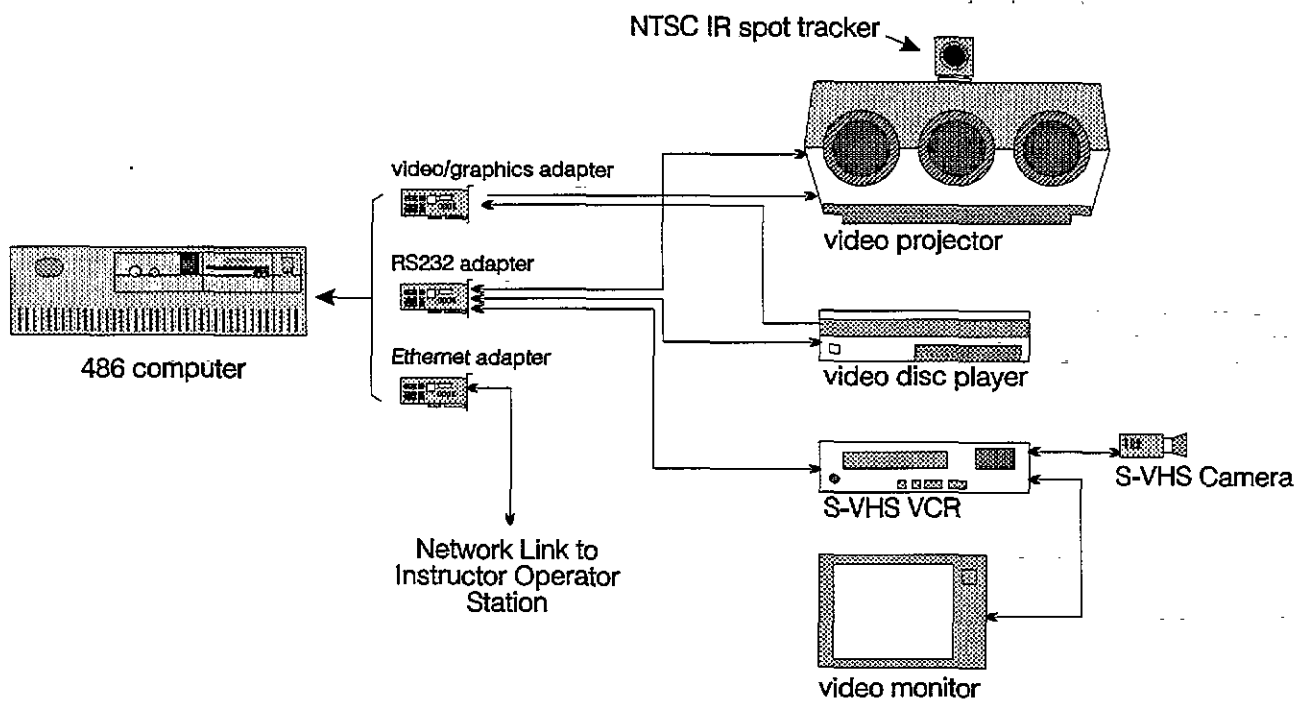 NTSC IR spot tracker
video/graphics adapter
video projector
RS232 adapter
486 computer
Ethernet adapter
video disc player
S-VHS Camera
S-VHS VCR
Network Link to
Instructor Operator
Station
video monitor